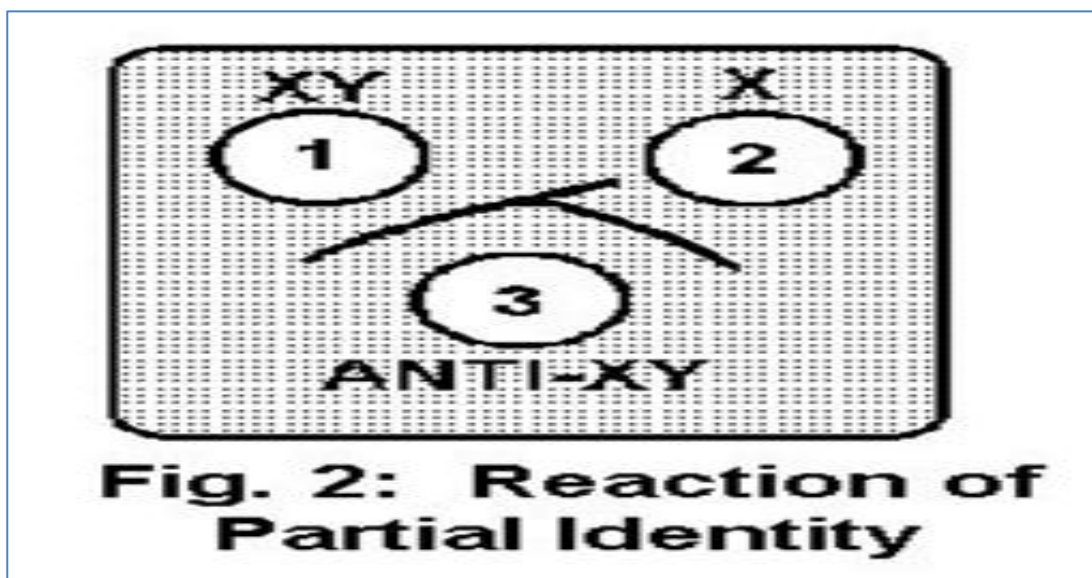 XY X
1 2
3
ANTI-XY
Fig. 2: Reaction of
Partial Identity